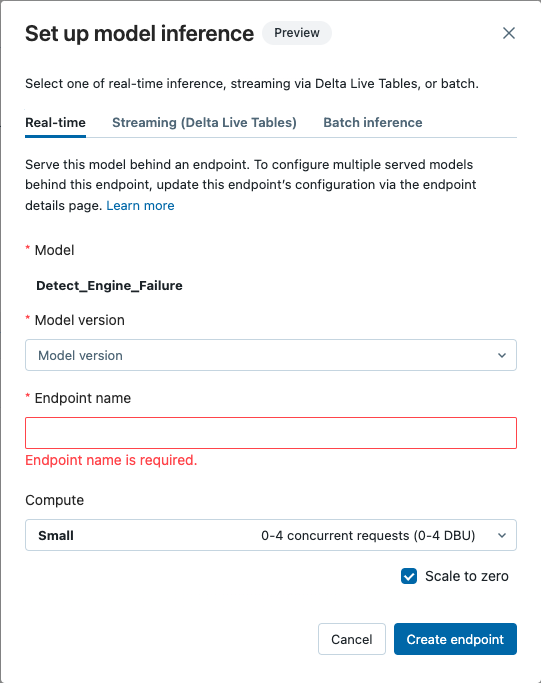 Set up model inference Preview
Select one of real-time inference, streaming via Delta Live Tables, or batch.
Real-time Streaming (Delta Live Tables) Batch inference
Serve this model behind an endpoint. To configure multiple served models
behind this endpoint, update this endpoint's configuration via the endpoint
details page. Learn more
* Model
Detect_Engine_Failure
* Model version
Model version
* Endpoint name
Endpoint name is required.
Compute
Small 0-4 concurrent requests (0-4 DBU)
Scale to zero
Cancel Create endpoint